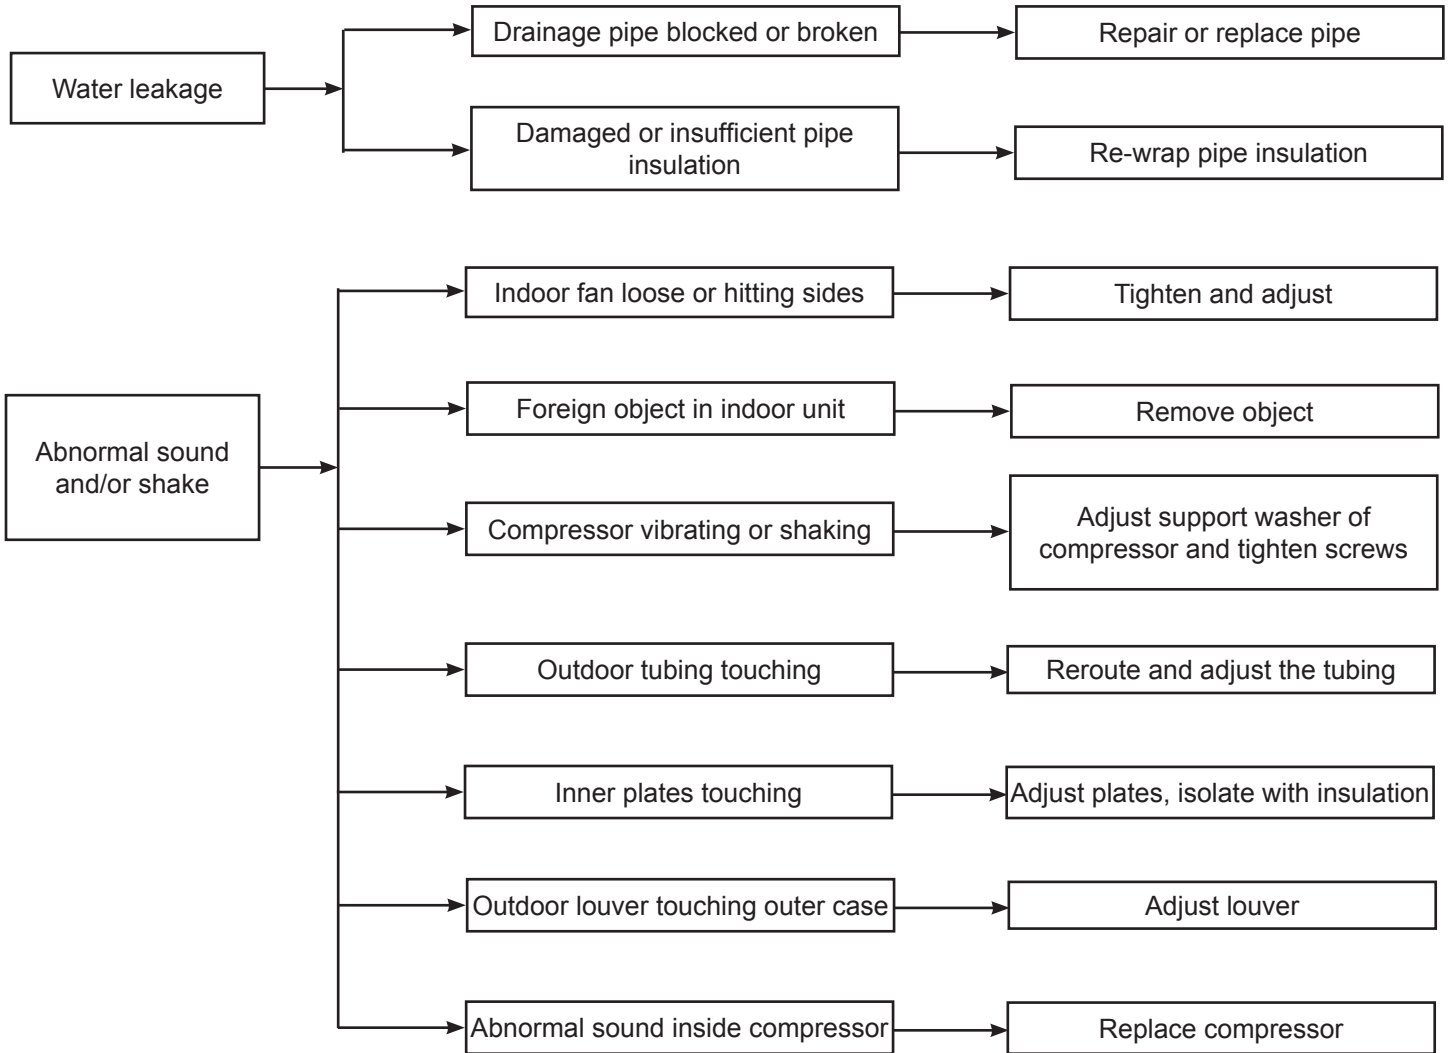 Water leakage
Drainage pipe blocked or broken
Repair or replace pipe
Damaged or insufficient pipe
insulation
Re-wrap pipe insulation
Abnormal sound
and/or shake
Indoor fan loose or hitting sides
Tighten and adjust
Foreign object in indoor unit
Remove object
Compressor vibrating or shaking
Adjust support washer of
compressor and tighten screws
Outdoor tubing touching
Reroute and adjust the tubing
Inner plates touching
Adjust plates, isolate with insulation
Outdoor louver touching outer case
Adjust louver
Abnormal sound inside compressor
Replace compressor